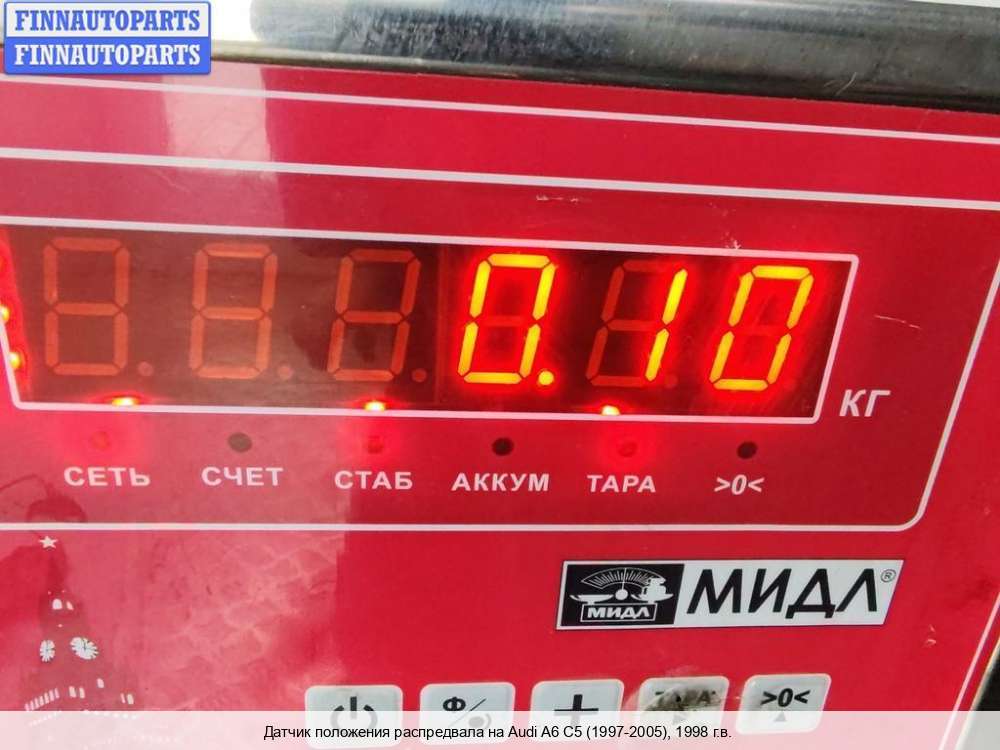 FINNAUTOPARTS
FINNAUTOPARTS
0.10
КГ
СЕТЬ СЧЕТ СТАБ АККУМ ТАРА >0<
МИДЛ МИДЛ®
Ф/ + >0<
Датчик положения распредвала на Audi A6 C5 (1997-2005), 1998 г.в.